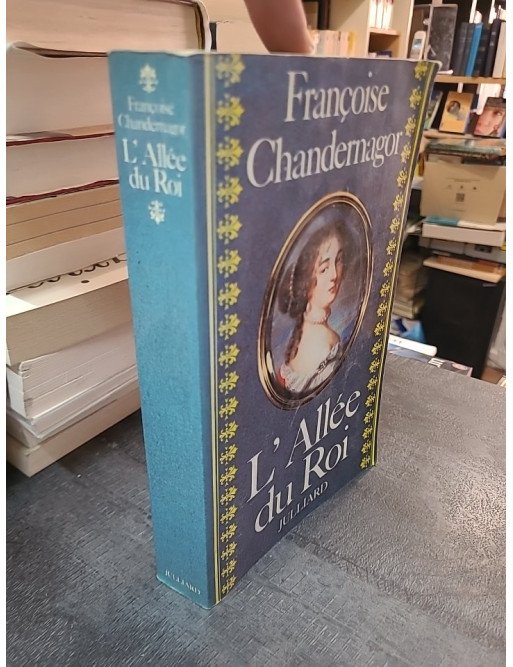 Françoise
Chandernagor
L'Allée
du Roi
JULLIARD
Françoise
Chandernagor
L'Allée
du Roi
JULLIARD